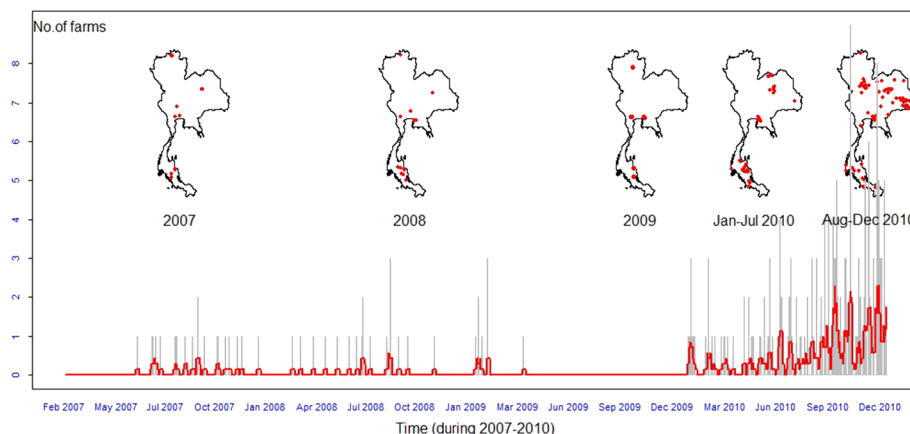 No.of farms
8
7
6
5
4
3
2
1
0
2007
2008
2009
Jan-Jul 2010
Aug-Dec 2010
Feb 2007
May 2007
Jul 2007
Oct 2007
Jan 2008
Apr 2008
Jul 2008
Oct 2008
Jan 2009
Mar 2009
Jun 2009
Sep 2009
Dec 2009
Mar 2010
Jun 2010
Sep 2010
Dec 2010
Time (during 2007-2010)